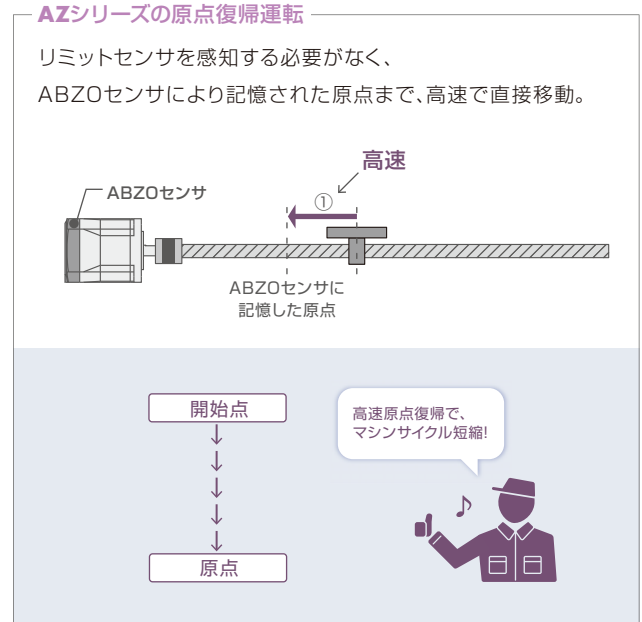 AZシリーズの原点復帰運転
リミットセンサを感知する必要がなく、
ABZOセンサにより記憶された原点まで、高速で直接移動。
高速
①
ABZOセンサ
ABZOセンサに
記憶した原点
開始点
↓
↓
↓
↓
↓
原点
高速原点復帰で、
マシンサイクル短縮!
♪